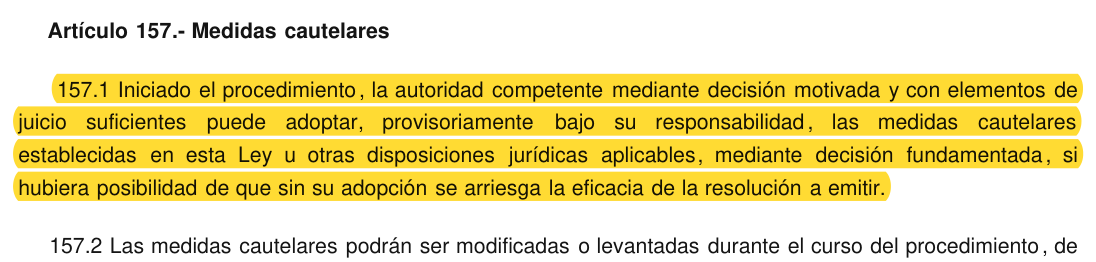 Artículo 157.- Medidas cautelares
157.1 Iniciado el procedimiento, la autoridad competente mediante decisión motivada y con elementos de
juicio suficientes puede adoptar, provisoriamente bajo su responsabilidad, las medidas cautelares
establecidas en esta Ley u otras disposiciones jurídicas aplicables, mediante decisión fundamentada, si
hubiera posibilidad de que sin su adopción se arriesga la eficacia de la resolución a emitir.
157.2 Las medidas cautelares podrán ser modificadas o levantadas durante el curso del procedimiento, de